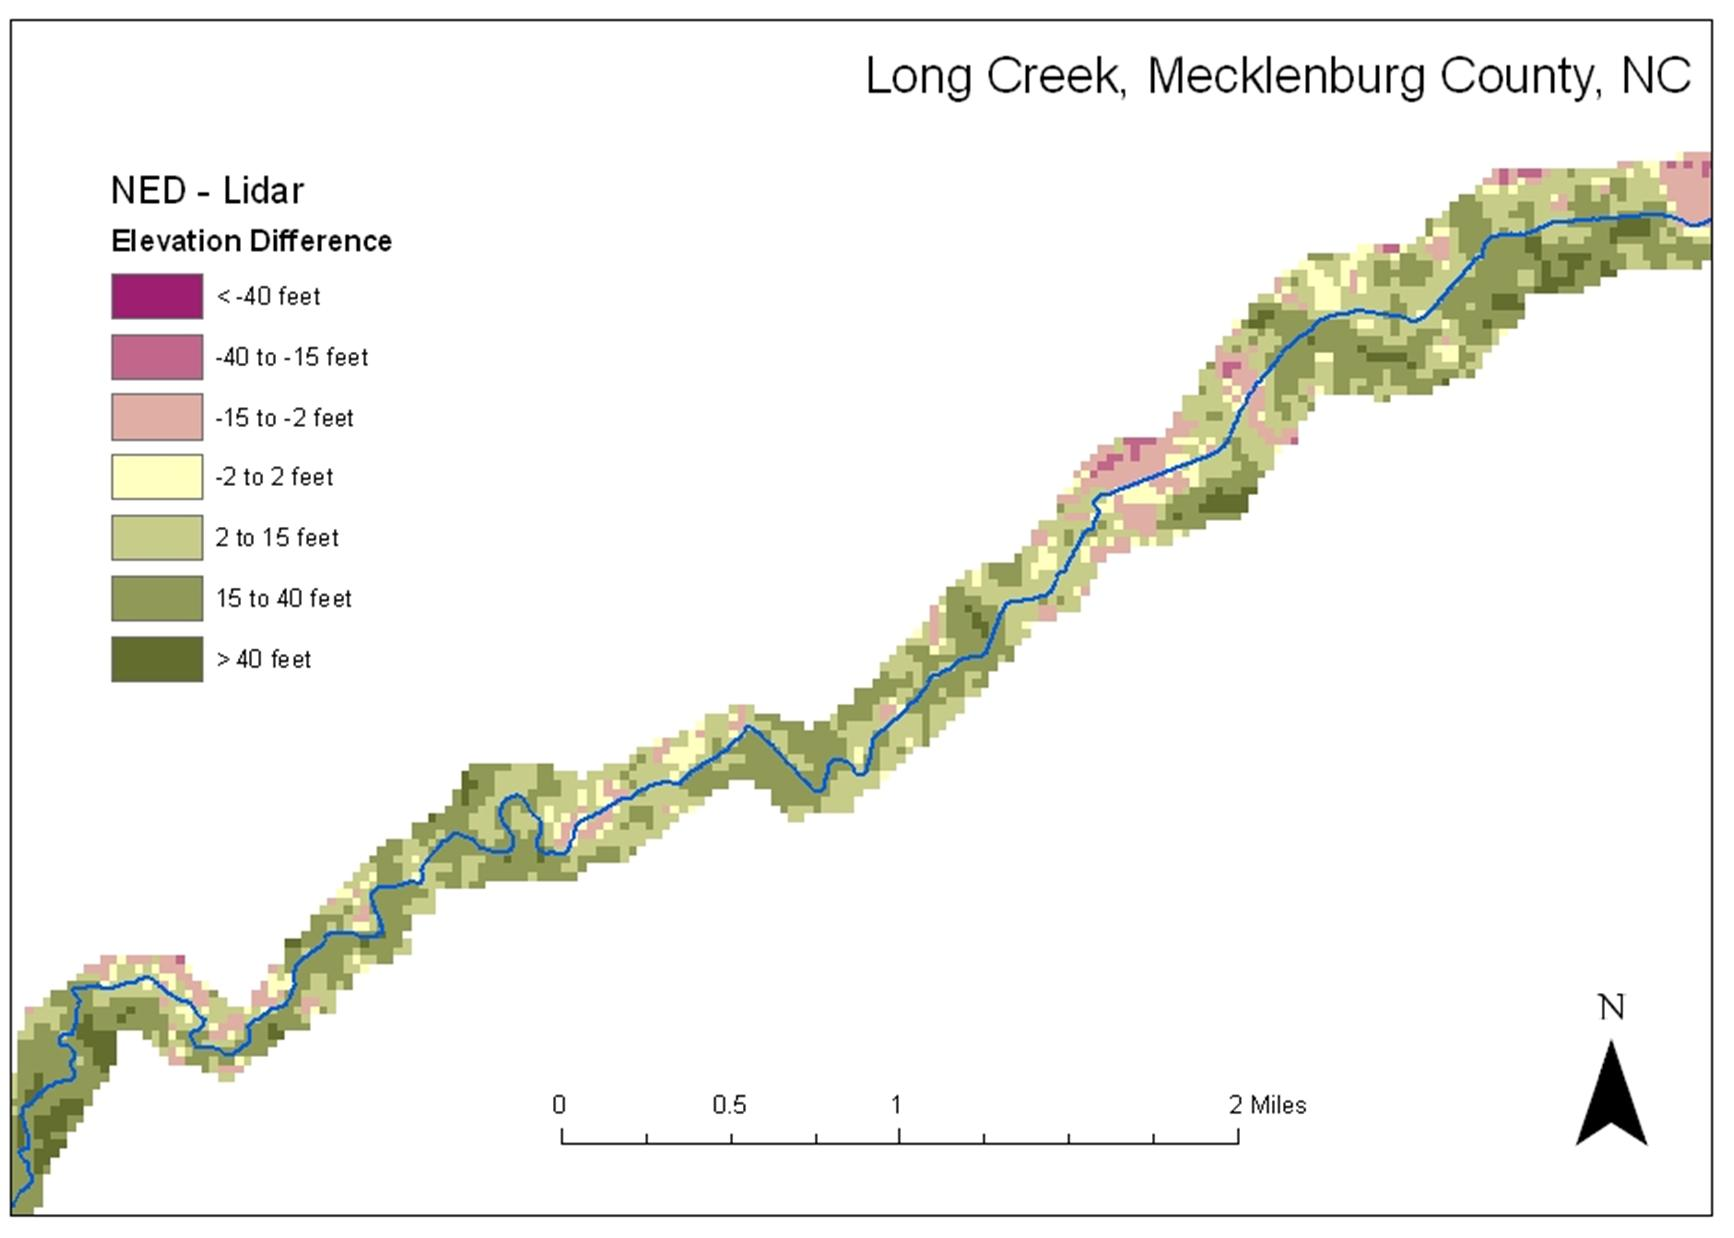 Long Creek, Mecklenburg County, NC
NED - Lidar
Elevation Difference
< -40 feet
-40 to -15 feet
-15 to -2 feet
-2 to 2 feet
2 to 15 feet
15 to 40 feet
> 40 feet
N
0 0.5 1 2 Miles